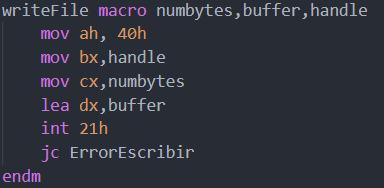 writeFile macro numbytes,buffer,handle
mov ah, 40h
mov bx,handle
mov cx,numbytes
lea dx,buffer
int 21h
jc ErrorEscribir
endm